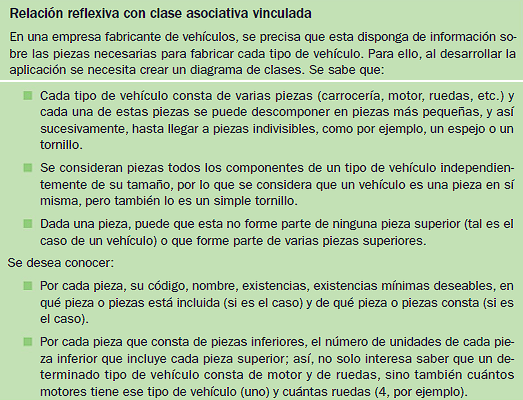 Relación reflexiva con clase asociativa vinculada
En una empresa fabricante de vehículos, se precisa que esta disponga de información so-
bre las piezas necesarias para fabricar cada tipo de vehículo. Para ello, al desarrollar la
aplicación se necesita crear un diagrama de clases. Se sabe que:
Cada tipo de vehículo consta de varias piezas (carrocería, motor, ruedas, etc.) y
cada una de estas piezas se puede descomponer en piezas más pequeñas, y así
sucesivamente, hasta llegar a piezas indivisibles, como por ejemplo, un espejo o un
tornillo.
Se consideran piezas todos los componentes de un tipo de vehículo independien-
temente de su tamaño, por lo que se considera que un vehículo es una pieza en sí
misma, pero también lo es un simple tornillo.
Dada una pieza, puede que esta no forme parte de ninguna pieza superior (tal es el
caso de un vehículo) o que forme parte de varias piezas superiores.
Se desea conocer:
Por cada pieza, su código, nombre, existencias, existencias mínimas deseables, en
qué pieza o piezas está incluida (si es el caso) y de qué pieza o piezas consta (si es
el caso).
Por cada pieza que consta de piezas inferiores, el número de unidades de cada pie-
za inferior que incluye cada pieza superior; así, no solo interesa saber que un de-
terminado tipo de vehículo consta de motor y de ruedas, sino también cuántos
motores tiene ese tipo de vehículo (uno) y cuántas ruedas (4, por ejemplo).